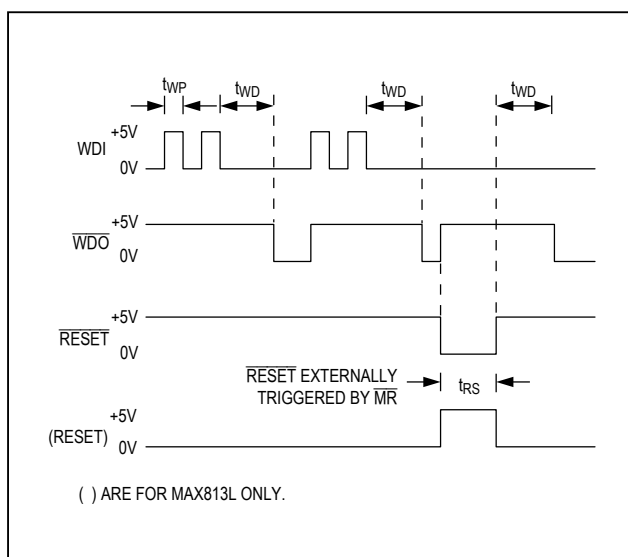 tWP tWD tWD tWD
+5V
WDI
0V
+5V
WDO
0V
+5V
RESET
0V
RESET EXTERNALLY
TRIGGERED BY MR
tRS
+5V
(RESET)
0V
( ) ARE FOR MAX813L ONLY.